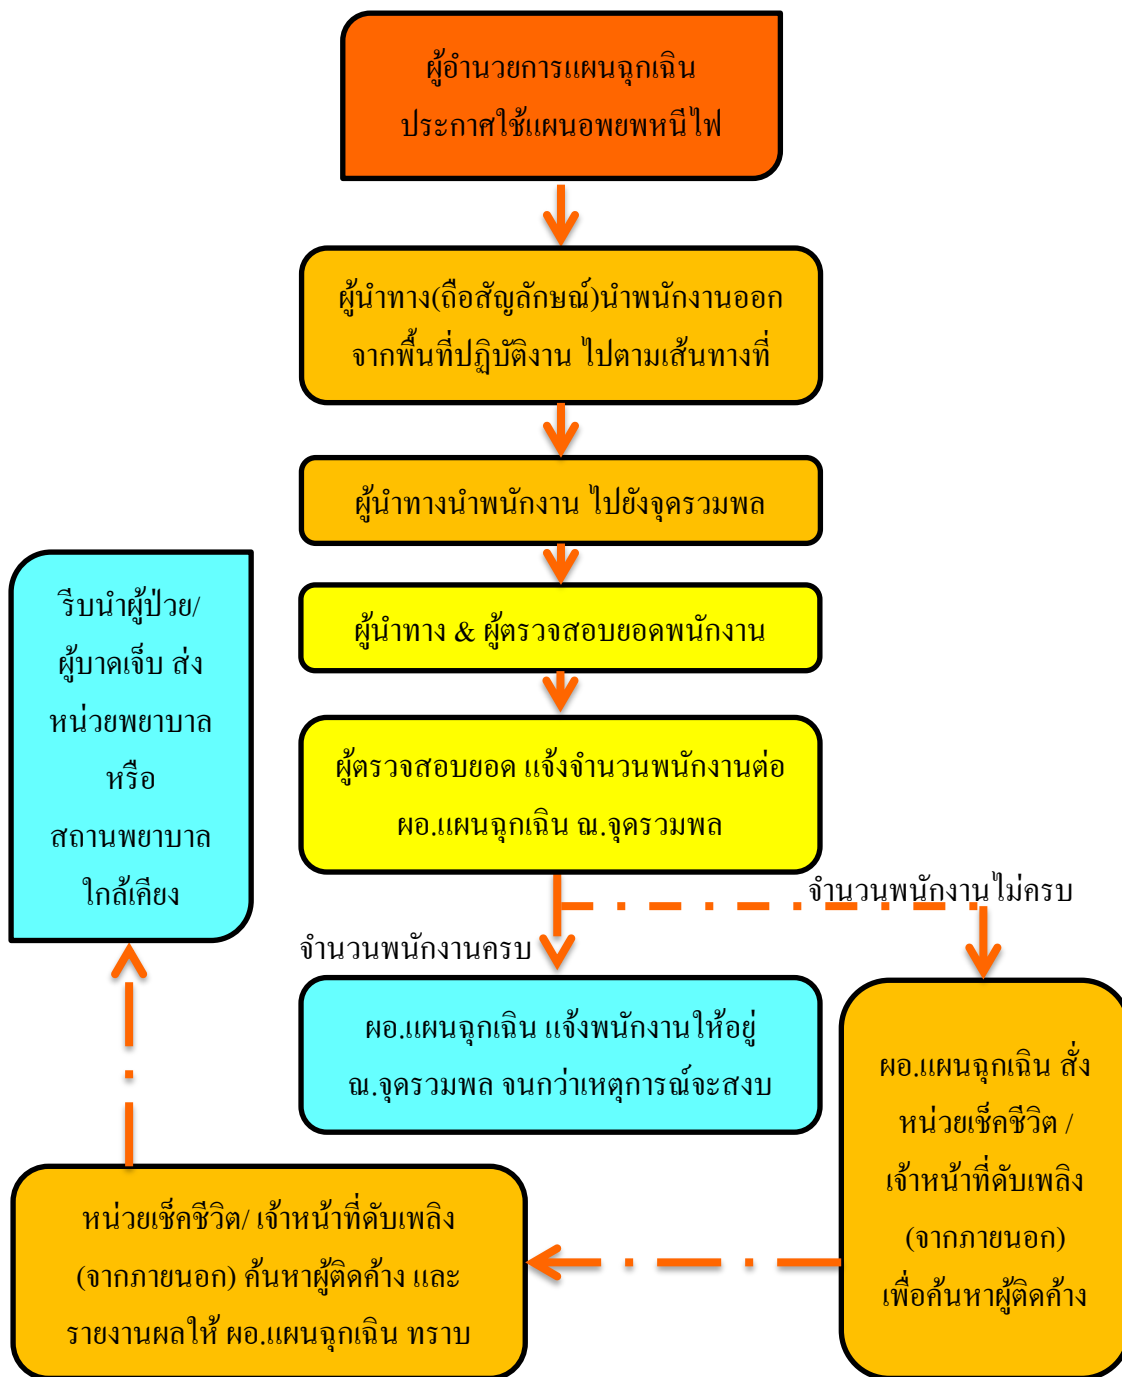 ผู้อำนวยการแผนฉุกเฉิน
ประกาศใช้แผนอพยพหนีไฟ
ผู้นำทาง(ถือสัญลักษณ์)นำพนักงานออก
จากพื้นที่ปฏิบัติงาน ไปตามเส้นทางที่
ผู้นำทางนำพนักงาน ไปยังจุดรวมพล
ผู้นำทาง & ผู้ตรวจสอบยอดพนักงาน
ผู้ตรวจสอบยอด แจ้งจำนวนพนักงานต่อ
ผอ.แผนฉุกเฉิน ณ.จุดรวมพล
จำนวนพนักงานครบ
ผอ.แผนฉุกเฉิน แจ้งพนักงานให้อยู่
ณ.จุดรวมพล จนกว่าเหตุการณ์จะสงบ
จำนวนพนักงานไม่ครบ
ผอ.แผนฉุกเฉิน สั่ง
หน่วยเช็คชีวิต /
เจ้าหน้าที่ดับเพลิง
(จากภายนอก)
เพื่อค้นหาผู้ติดค้าง
หน่วยเช็คชีวิต/ เจ้าหน้าที่ดับเพลิง
(จากภายนอก) ค้นหาผู้ติดค้าง และ
รายงานผลให้ ผอ.แผนฉุกเฉิน ทราบ
รีบนำผู้ป่วย/
ผู้บาดเจ็บ ส่ง
หน่วยพยาบาล
หรือ
สถานพยาบาล
ใกล้เคียง